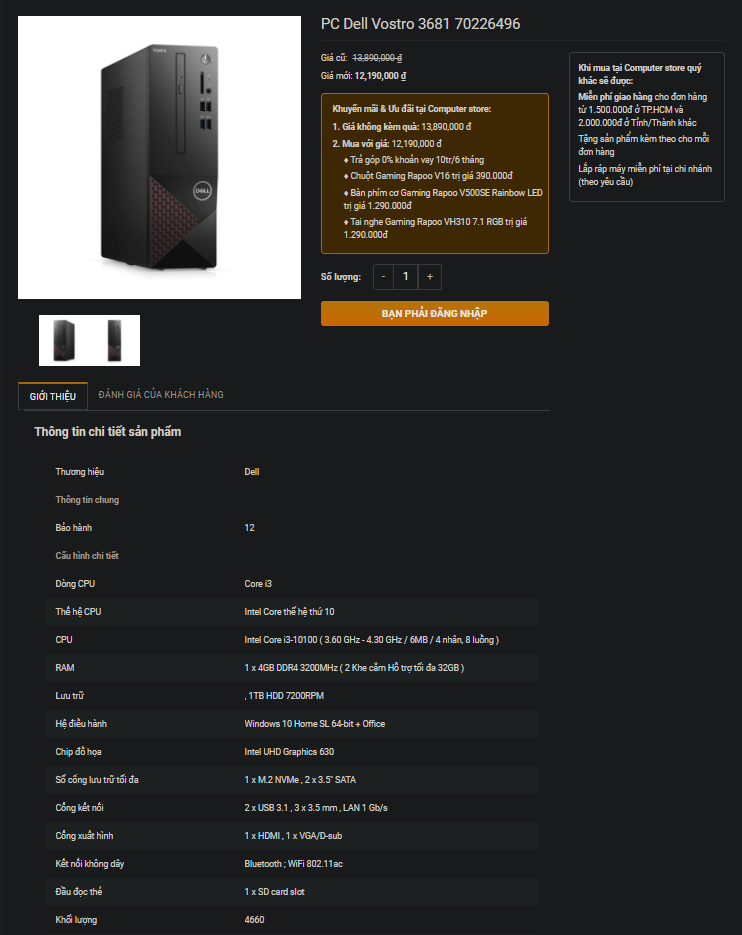 PC Dell Vostro 3681 70226496
Giá cũ: 13,890,000 ₫
Giá mới: 12,190,000 ₫
Khuyến mãi & Ưu đãi tại Computer store:
1. Giá không kèm quà: 13,890,000 đ
2. Mua với giá: 12,190,000 đ
♦ Trả góp 0% khoản vay 10tr/6 tháng
♦ Chuột Gaming Rapoo V16 trị giá 390.000đ
♦ Bàn phím cơ Gaming Rapoo V500SE Rainbow LED
trị giá 1.290.000đ
♦ Tai nghe Gaming Rapoo VH310 7.1 RGB trị giá
1.290.000đ
Số lượng: - 1 +
BẠN PHẢI ĐĂNG NHẬP
Khi mua tại Computer store quý
khác sẽ được:
Miễn phí giao hàng cho đơn hàng
từ 1.500.000đ ở TP.HCM và
2.000.000đ ở Tỉnh/Thành khác
Tặng sản phẩm kèm theo cho mỗi
đơn hàng
Lắp ráp máy miễn phí tại chi nhánh
(theo yêu cầu)
Vostro
DELL
GIỚI THIỆU ĐÁNH GIÁ CỦA KHÁCH HÀNG
Thông tin chi tiết sản phẩm
Thương hiệu Dell
Thông tin chung
Bảo hành 12
Cấu hình chi tiết
Dòng CPU Core i3
Thế hệ CPU Intel Core thế hệ thứ 10
CPU Intel Core i3-10100 ( 3.60 GHz - 4.30 GHz / 6MB / 4 nhân, 8 luồng )
RAM 1 x 4GB DDR4 3200MHz ( 2 Khe cắm Hỗ trợ tối đa 32GB )
Lưu trữ , 1TB HDD 7200RPM
Hệ điều hành Windows 10 Home SL 64-bit + Office
Chip đồ họa Intel UHD Graphics 630
Số cổng lưu trữ tối đa 1 x M.2 NVMe , 2 x 3.5" SATA
Cổng kết nối 2 x USB 3.1 , 3 x 3.5 mm , LAN 1 Gb/s
Cổng xuất hình 1 x HDMI , 1 x VGA/D-sub
Kết nối không dây Bluetooth ; WiFi 802.11ac
Đầu đọc thẻ 1 x SD card slot
Khối lượng 4660